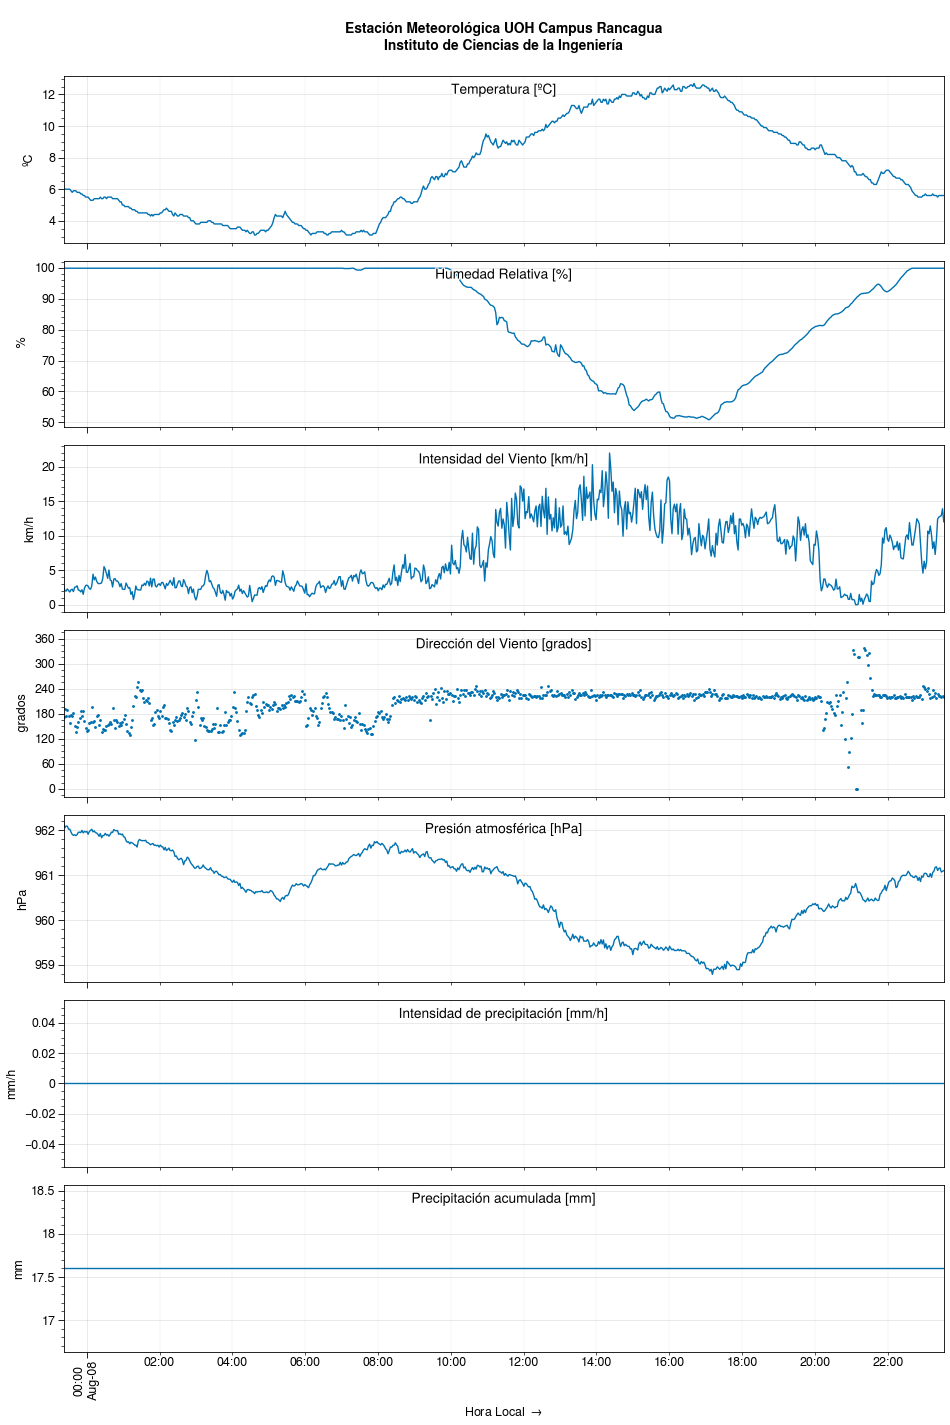 Estación Meteorológica UOH Campus Rancagua
Instituto de Ciencias de la Ingeniería
Temperatura [ºC]
ºC
12
10
8
6
4
Humedad Relativa [%]
%
100
90
80
70
60
50
Intensidad del Viento [km/h]
km/h
20
15
10
5
0
Dirección del Viento [grados]
grados
360
300
240
180
120
60
0
Presión atmosférica [hPa]
hPa
962
961
960
959
Intensidad de precipitación [mm/h]
mm/h
0.04
0.02
0
−0.02
−0.04
Precipitación acumulada [mm]
mm
18.5
18
17.5
17
00:00
Aug-08
02:00
04:00
06:00
08:00
10:00
12:00
14:00
16:00
18:00
20:00
22:00
Hora Local →